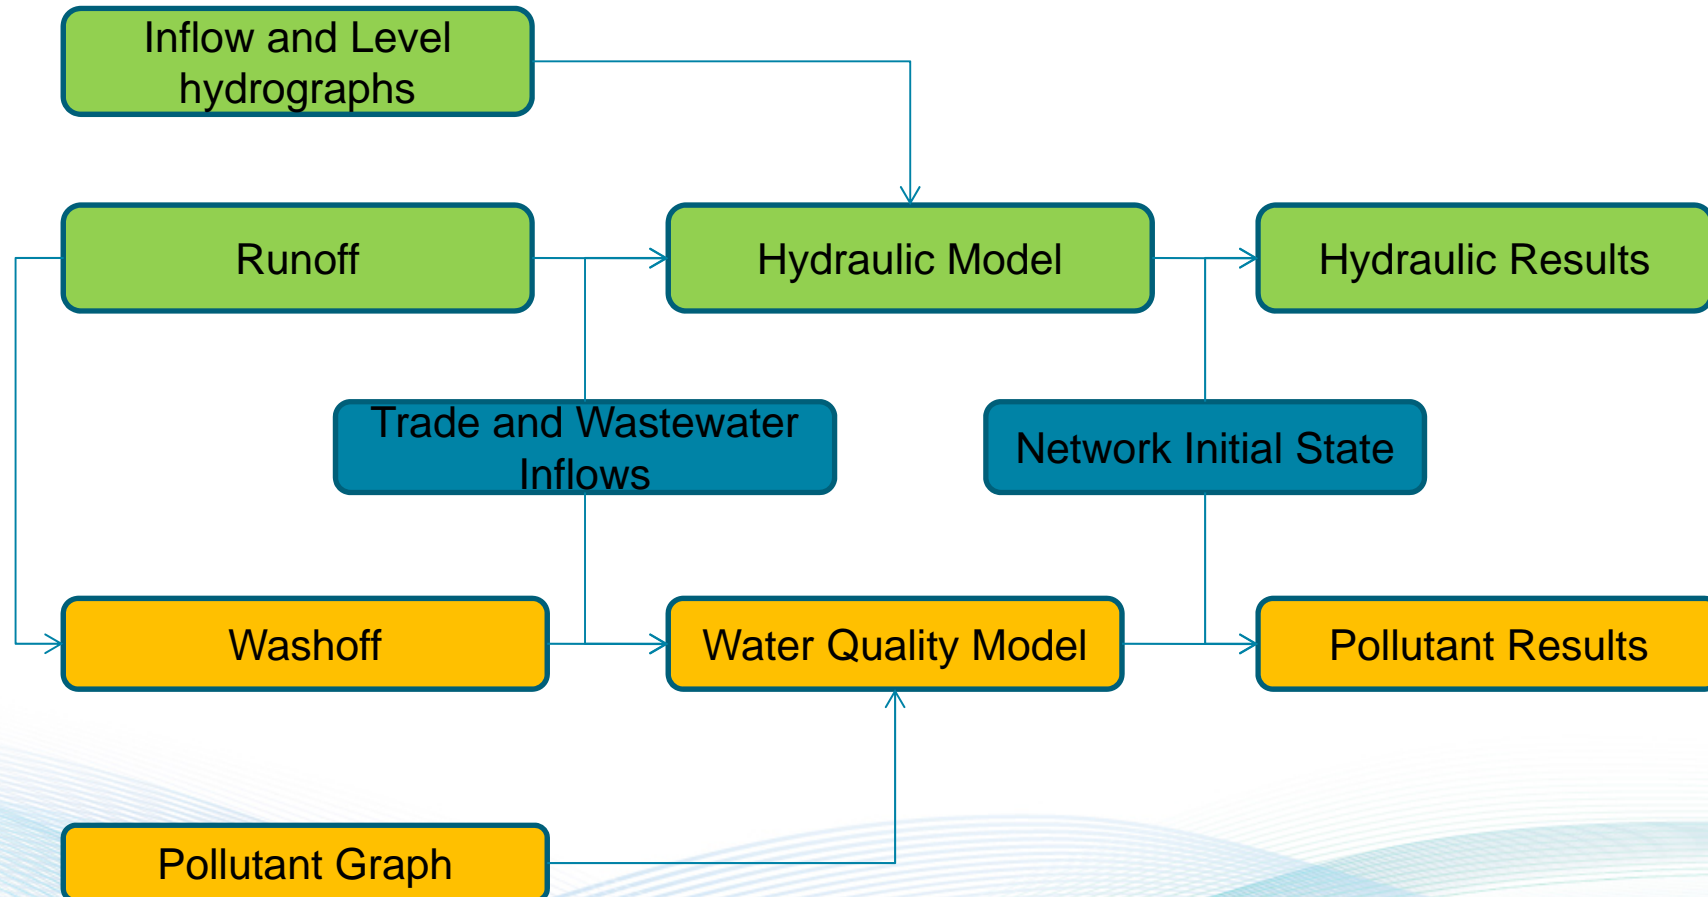 Inflow and Level
hydrographs
Runoff
Hydraulic Model
Hydraulic Results
Trade and Wastewater
Inflows
Network Initial State
Washoff
Water Quality Model
Pollutant Results
Pollutant Graph